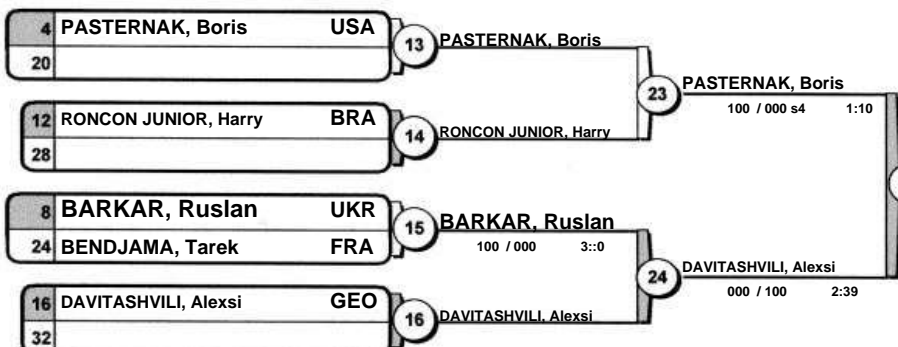 4 PASTERNAK, Boris USA
20
13
PASTERNAK, Boris
12 RONCON JUNIOR, Harry BRA
28
14
RONCON JUNIOR, Harry
23
PASTERNAK, Boris
100 / 000 s4 1:10
8 BARKAR, Ruslan UKR
24 BENDJAMA, Tarek FRA
15
BARKAR, Ruslan
100 / 000 3::0
16 DAVITASHVILI, Alexsi GEO
32
16
DAVITASHVILI, Alexsi
24
DAVITASHVILI, Alexsi
000 / 100 2:39